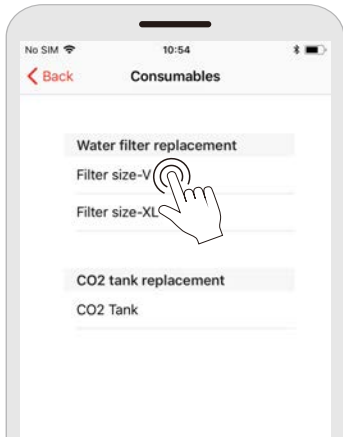 No SIM 10:54
Back Consumables
Water filter replacement
Filter size-V
Filter size-XL
CO2 tank replacement
CO2 Tank